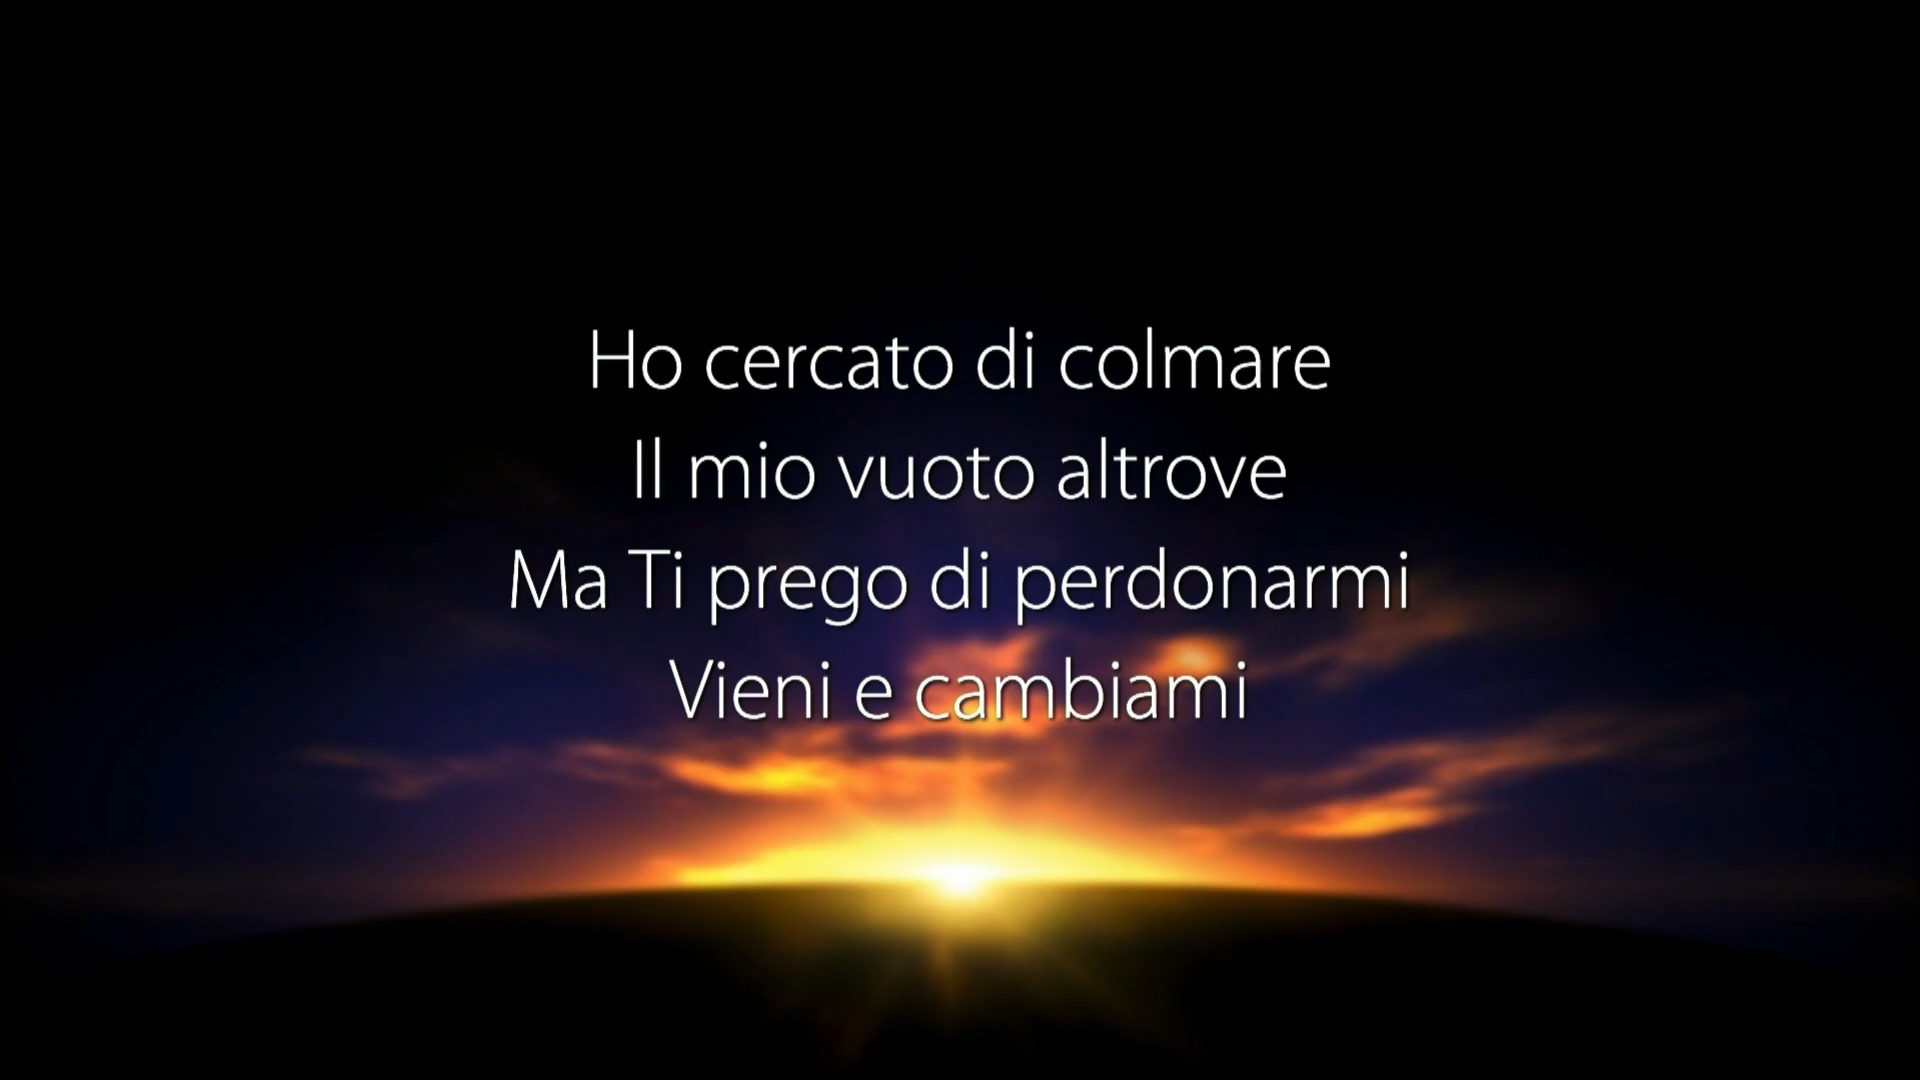 Ho cercato di colmare
Il mio vuoto altrove
Ma Ti prego di perdonarmi
Vieni e cambiami